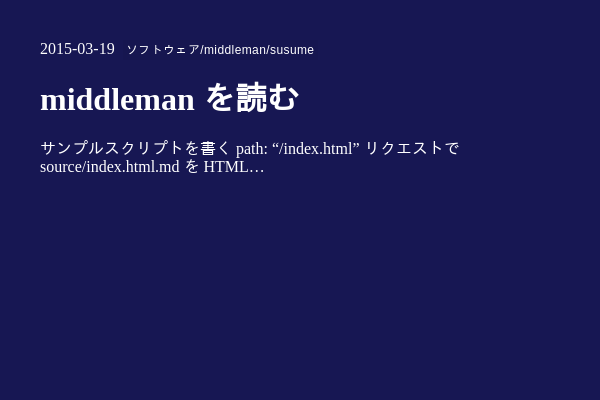 2015-03-19 ソフトウェア/middleman/susume
middleman を読む
サンプルスクリプトを書く path: “/index.html” リクエストで
source/index.html.md を HTML…